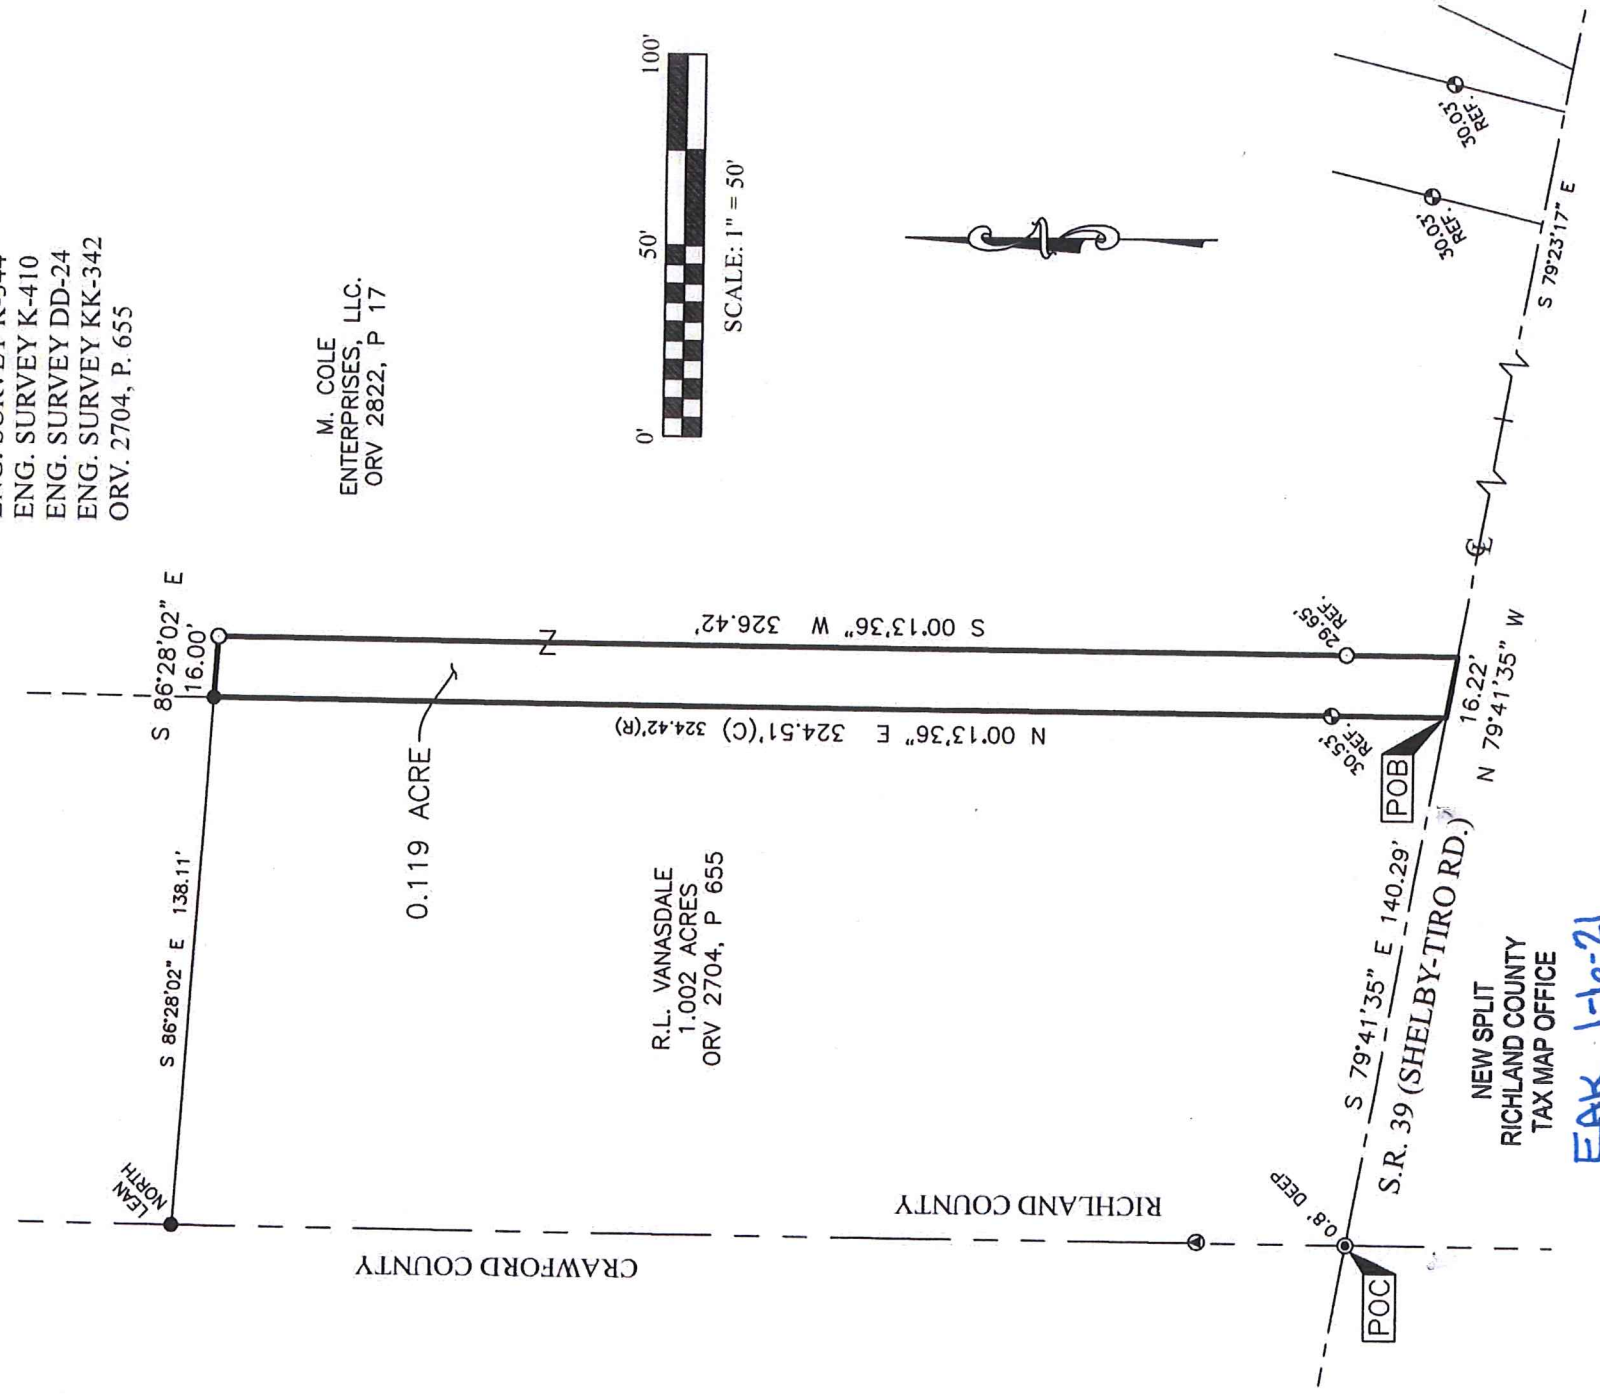 ENG. SURVEY K-410
ENG. SURVEY DD-24
ENG. SURVEY KK-342
ORV. 2704, P. 655
M. COLE
ENTERPRISES, LLC.
ORV 2822, P 17
0' 50' 100'
SCALE: 1" = 50'
S 86°28'02" E
16.00'
S 86°28'02" E 138.11'
LEAN
NORTH
0.119 ACRE
Z
S 00°13'36" W 326.42'
N 00°13'36" E 324.51'(C) 324.42'(R)
R.L. VANASDALE
1.002 ACRES
ORV 2704, P 655
29.65'
REF.
30.53'
REF.
30.03'
REF.
30.03'
REF.
POB
16.22'
N 79°41'35" W
S 79°23'17" E
S 79°41'35" E 140.29'
S.R. 39 (SHELBY-TIRO RD.)
CRAWFORD COUNTY
RICHLAND COUNTY
0.8' DEEP
POC
NEW SPLIT
RICHLAND COUNTY
TAX MAP OFFICE
EAK 1-6-21